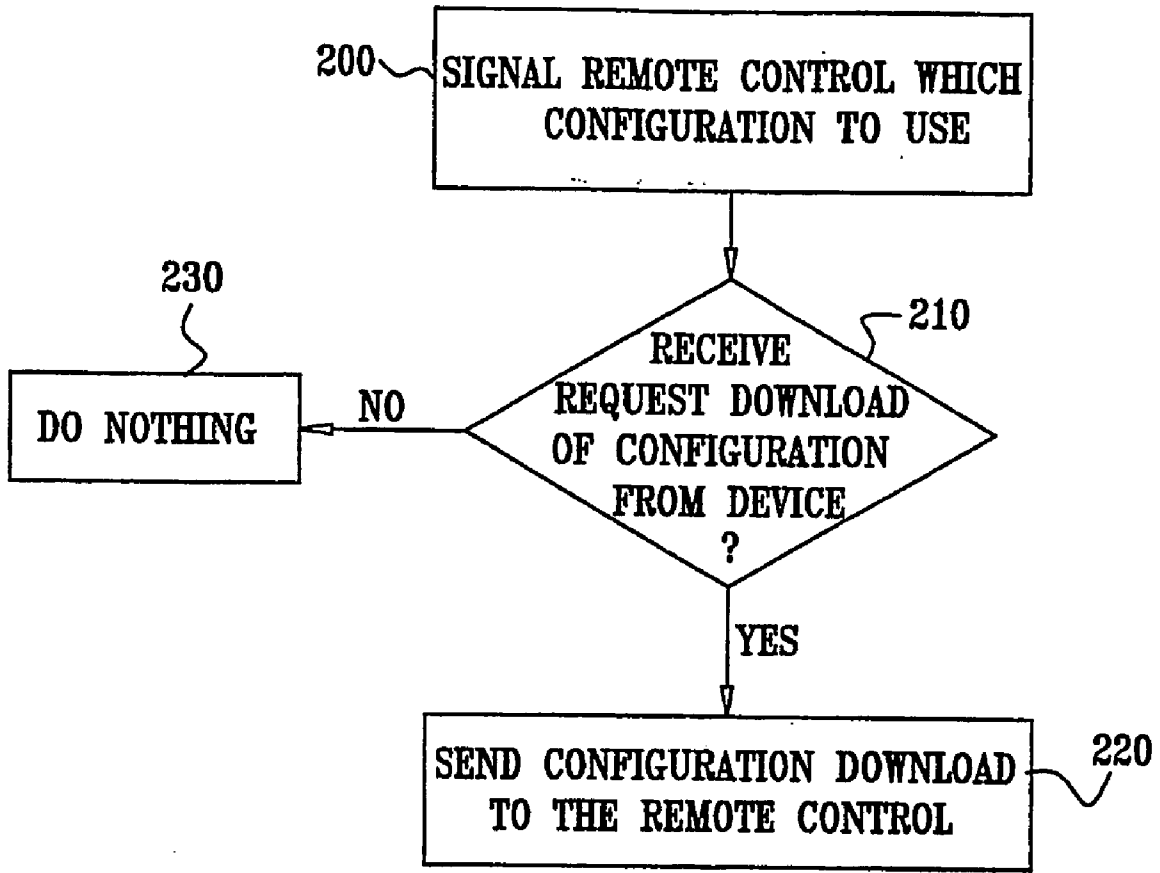 200
SIGNAL REMOTE CONTROL WHICH
CONFIGURATION TO USE
230
210
RECEIVE
REQUEST DOWNLOAD
OF CONFIGURATION
FROM DEVICE
?
NO
DO NOTHING
YES
SEND CONFIGURATION DOWNLOAD
TO THE REMOTE CONTROL
220